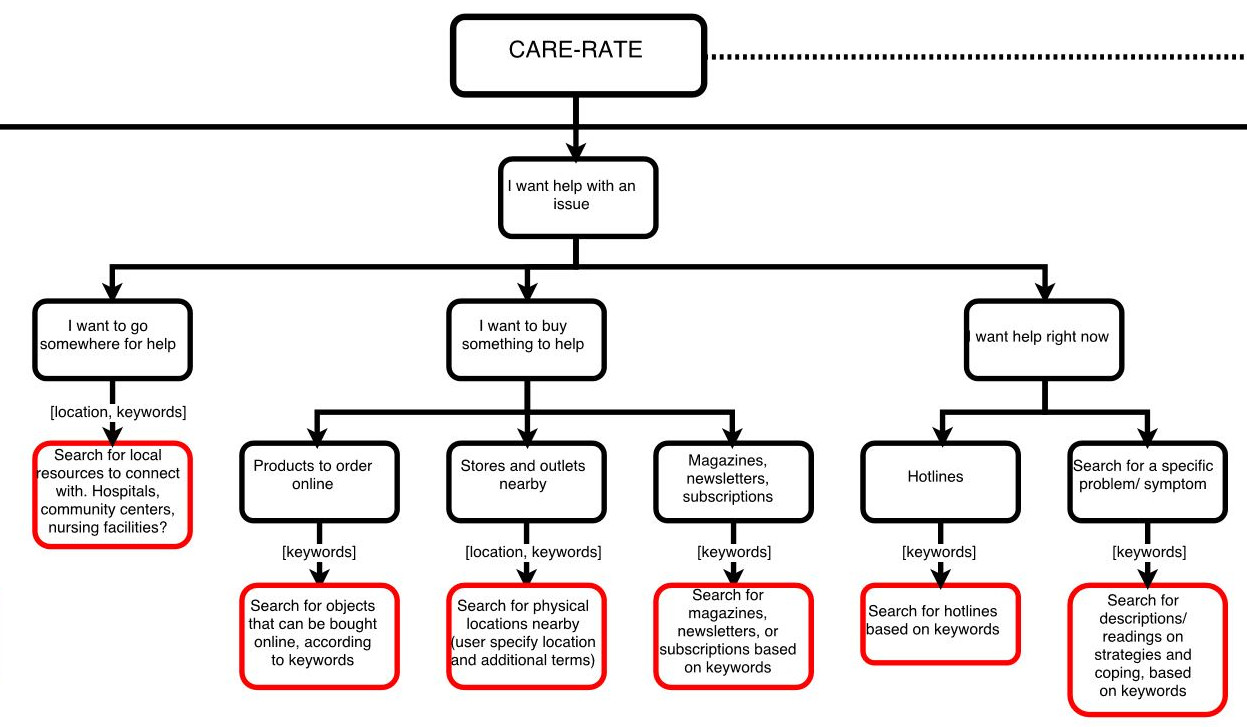 CARE-RATE
I want help with an
issue
I want to go
somewhere for help
I want to buy
something to help
I want help right now
[location, keywords]
Search for local
resources to connect
with. Hospitals,
community centers,
nursing facilities?
Products to order
online
Stores and outlets
nearby
Magazines,
newsletters,
subscriptions
Hotlines
Search for a specific
problem/ symptom
[keywords]
[location, keywords]
[keywords]
[keywords]
[keywords]
Search for objects
that can be bought
online, according
to keywords
Search for physical
locations nearby
(user specify location
and additional terms)
Search for
magazines,
newsletters, or
subscriptions based
on keywords
Search for hotlines
based on keywords
Search for
descriptions/
readings on
strategies and
coping, based
on keywords